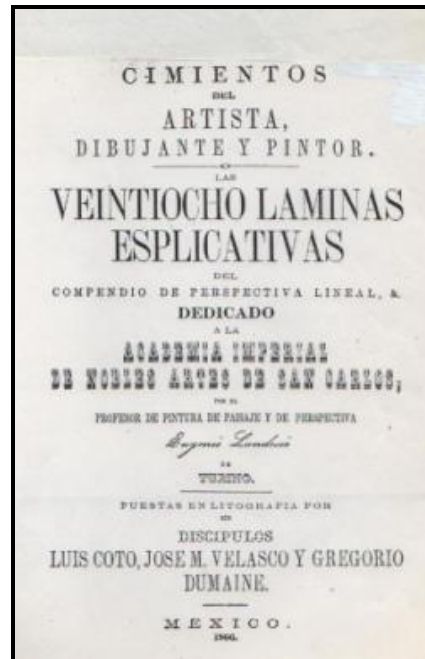 CIMIENTOS
DEL
ARTISTA,
DIBUJANTE Y PINTOR.
O
LAS
VEINTIOCHO LAMINAS
ESPLICATIVAS
DEL
COMPENDIO DE PERSPECTIVA LINEAL, &
DEDICADO
A LA
ACADEMIA IMPERIAL
DE NOBLES ARTES DE SAN CARLOS,
POR EL
PROFESOR DE PINTURA DE PAISAJE Y DE PERSPECTIVA
Eugenio Landesio
DE
TURINO.
PUESTAS EN LITOGRAFIA POR
SUS
DISCIPULOS
LUIS COTO, JOSE M. VELASCO Y GREGORIO
DUMAINE.
MEXICO.
1866.